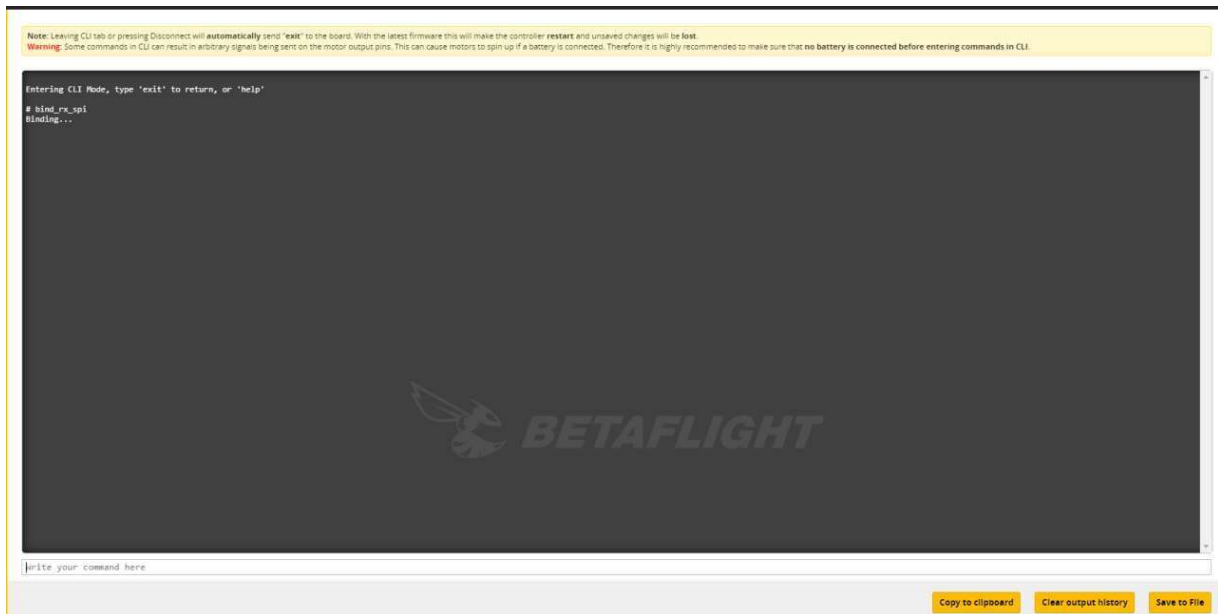 Note: Leaving CLI tab or pressing Disconnect will automatically send "exit" to the board. With the latest firmware this will make the controller restart and unsaved changes will be lost.
Warning: Some commands in CLI can result in arbitrary signals being sent on the motor output pins. This can cause motors to spin up if a battery is connected. Therefore it is highly recommended to make sure that no battery is connected before entering commands in CLI.
Entering CLI Mode, type 'exit' to return, or 'help'
# bind_rx_spi
Binding...
BETAFLIGHT
Write your command here
Copy to clipboard Clear output history Save to File